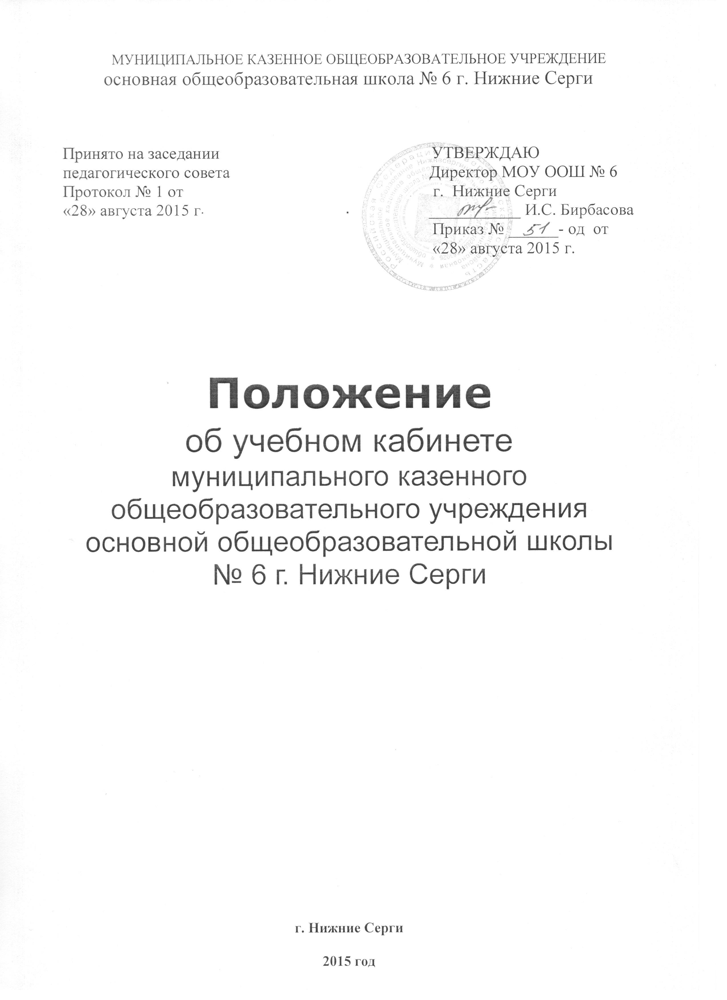 МУНИЦИПАЛЬНОЕ КАЗЕННОЕ ОБЩЕОБРАЗОВАТЕЛЬНОЕ УЧРЕЖДЕНИЕ
основная общеобразовательная школа № 6 г. Нижние Серги
Принято на заседании
педагогического совета
Протокол № 1 от
«28» августа 2015 г.
УТВЕРЖДАЮ
Директор МОУ ООШ № 6
г. Нижние Серги
___________ И.С. Бирбасова
Приказ № 51 - од от
«28» августа 2015 г.
Российская Федерация
Положение
об учебном кабинете
муниципального казенного
общеобразовательного учреждения
основной общеобразовательной школы
№ 6 г. Нижние Серги
г. Нижние Серги
2015 год